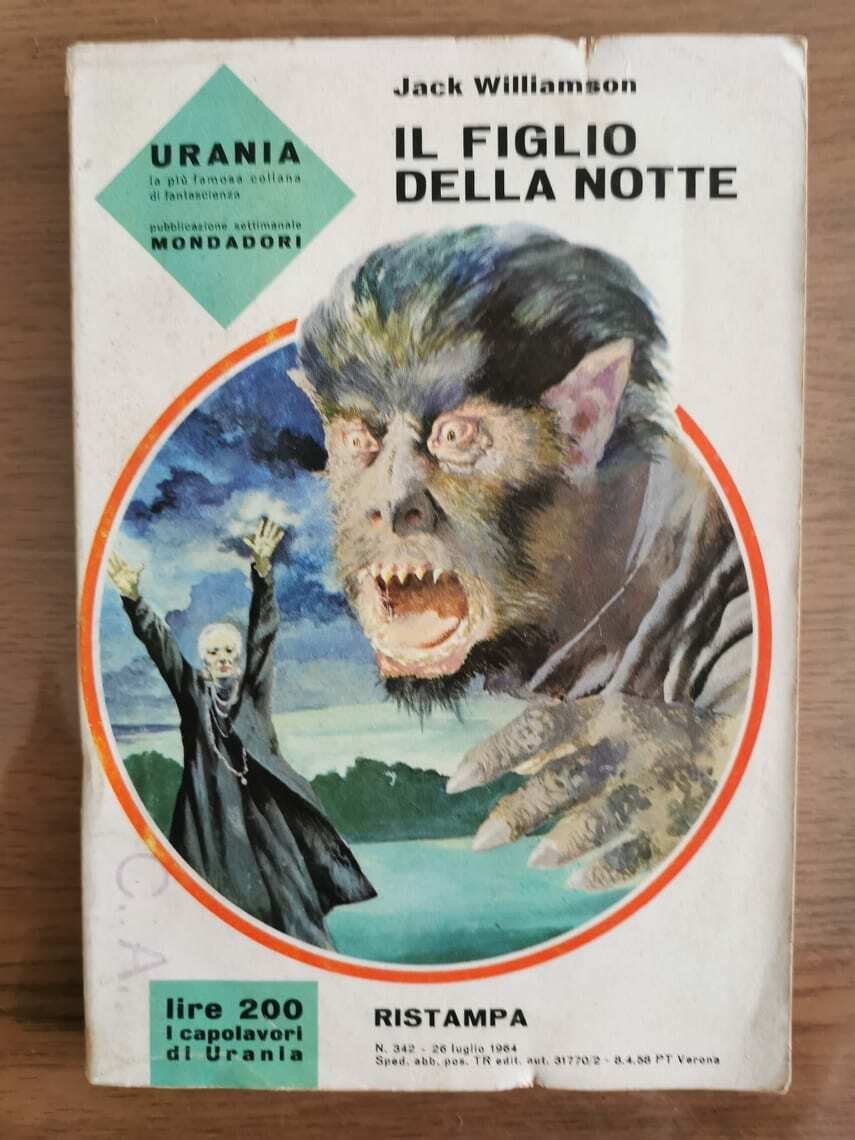 Jack Williamson
IL FIGLIO
DELLA NOTTE
URANIA
la più famosa collana
di fantascienza
pubblicazione settimanale
MONDADORI
C. A.
lire 200
I capolavori
di Urania
RISTAMPA
N. 342 - 26 luglio 1964
Sped. abb. pos. TR edit. aut. 31770/2 - 8.4.58 PT Verona